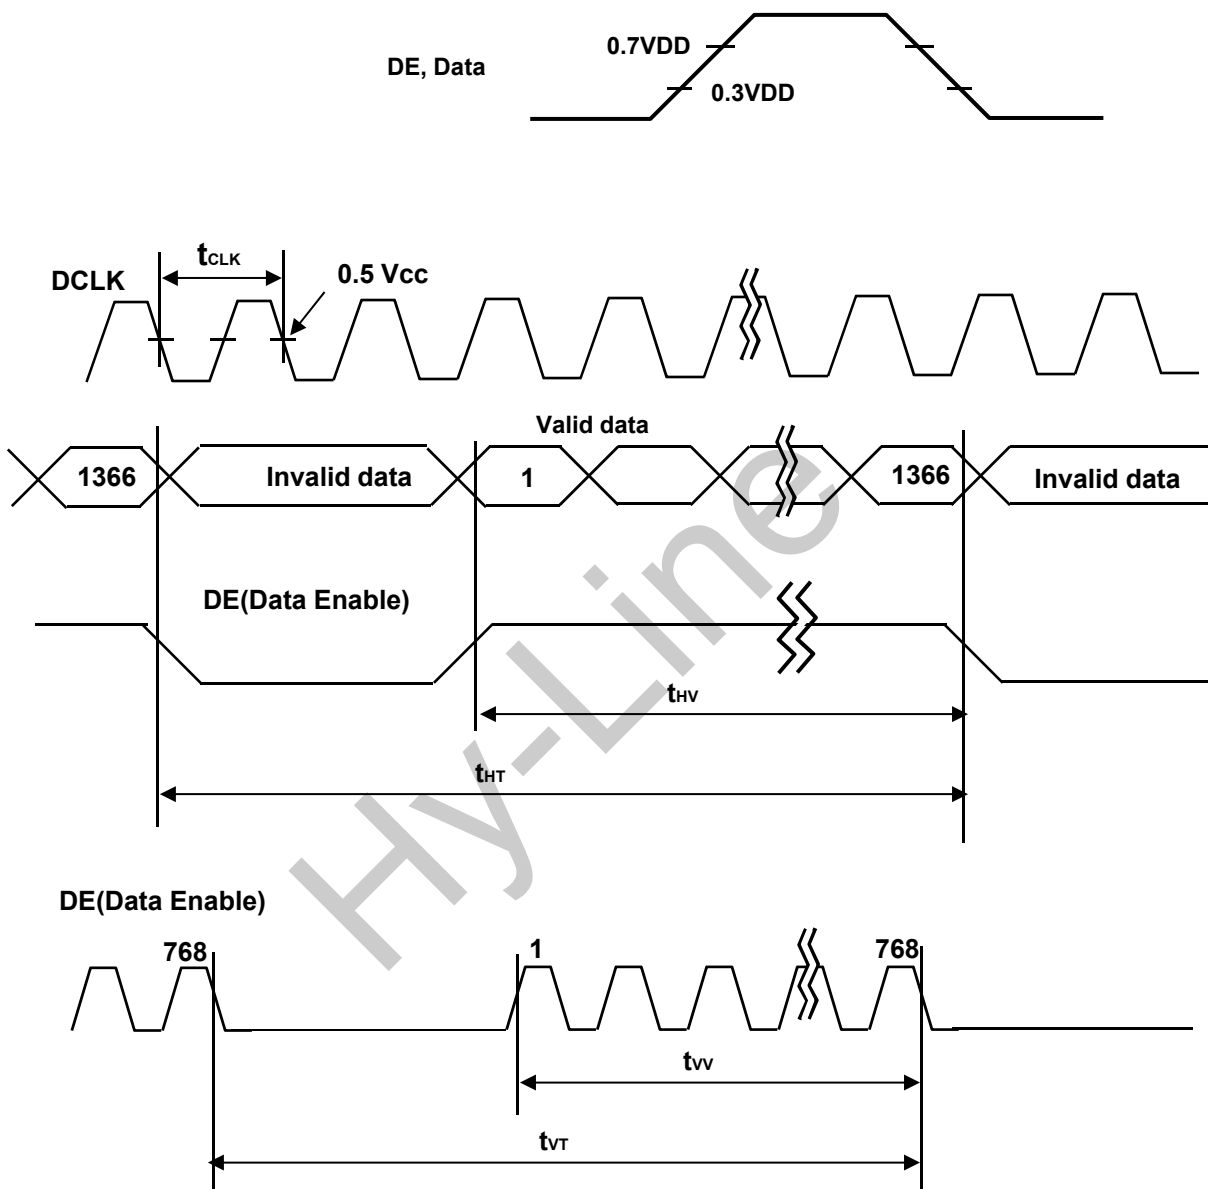 0.7VDD
DE, Data
0.3VDD
tCLK
DCLK
0.5 Vcc
Valid data
1366
Invalid data
1
1366
Invalid data
DE(Data Enable)
tHV
tHT
Hy-Line
DE(Data Enable)
768
1
768
tVV
tVT